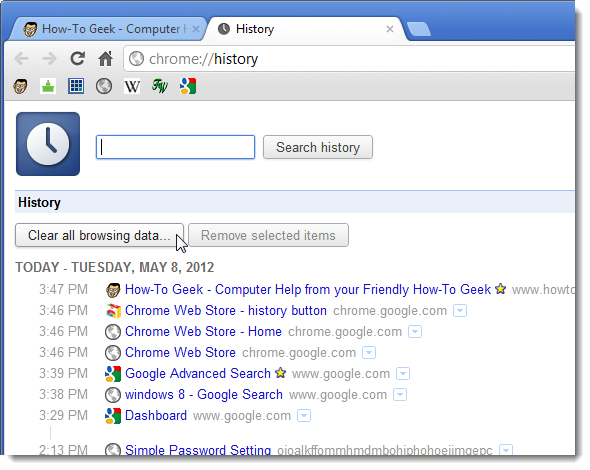 How-To Geek - Computer H
History
chrome://history
W
Search history
History
Clear all browsing data...
Remove selected items
TODAY - TUESDAY, MAY 8, 2012
3:47 PM How-To Geek - Computer Help from your Friendly How-To Geek www.howto
3:46 PM Chrome Web Store - history button chrome.google.com
3:46 PM Chrome Web Store - Home chrome.google.com
3:46 PM Chrome Web Store chrome.google.com
3:39 PM Google Advanced Search www.google.com
3:38 PM windows 8 - Google Search www.google.com
3:29 PM Dashboard www.google.com
2:13 PM Simple Password Setting